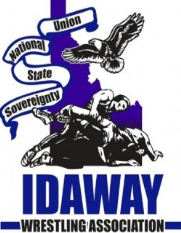 Union
National
State
Sovereignty
IDAWAY
WRESTLING ASSOCIATION